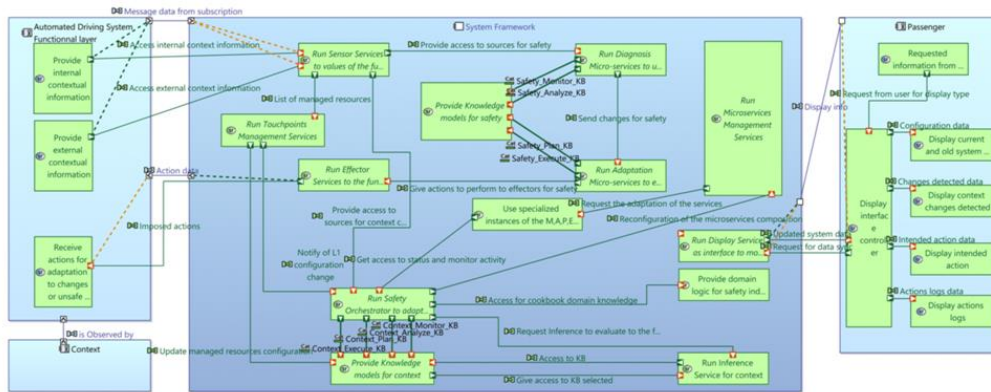 Message data from subscription
Automated Driving System
Functionnal layer
System Framework
Passenger
Access internal context information
Provide
internal
contextual
information
Run Sensor Services
to values of the fu...
Provide access to sources for safety
Run Diagnosis
Micro-services to u...
Requested
information from ...
Access external context information
Safety_Monitor_KB
Safety_Analyze_KB
Display info
Request from user for display type
List of managed resources
Provide Knowledge
models for safety
Run
Microservices
Management
Services
Provide
external
contextual
information
Run Touchpoints
Management Services
Send changes for safety
Configuration data
Display current
and old system ...
Safety_Plan_KB
Safety_Execute_KB
Action data
Run Effector
Services to the fun...
Run Adaptation
Micro-services to e...
Changes detected data
Display context
changes detected
Give actions to perform to effectors for safety
Request the adaptation of the services
Display
interfac
e
controll
er
Provide access to
sources for context c...
Use specialized
instances of the M,A,P,E...
Reconfiguration of the microservices composition
Imposed actions
Intended action data
Display intended
action
Receive
actions for
adaptation
to changes
or unsafe ...
Run Display Service
as interface to mo...
Updated system data
Request for data sys
Notify of L1
configuration
change
Get access to status and monitor activity
Provide domain
logic for safety ind...
Actions logs data
Display actions
logs
Run Safety
Orchestrator to adapt...
Access for cookbook domain knowledge
is Observed by
Context
Context_Monitor_KB
Context_Analyze_KB
Context_Plan_KB
Context_Execute_KB
Request Inference to evaluate to the f...
Update managed resources configuration
Provide Knowledge
models for context
Access to KB
Give access to KB selected
Run Inference
Service for context